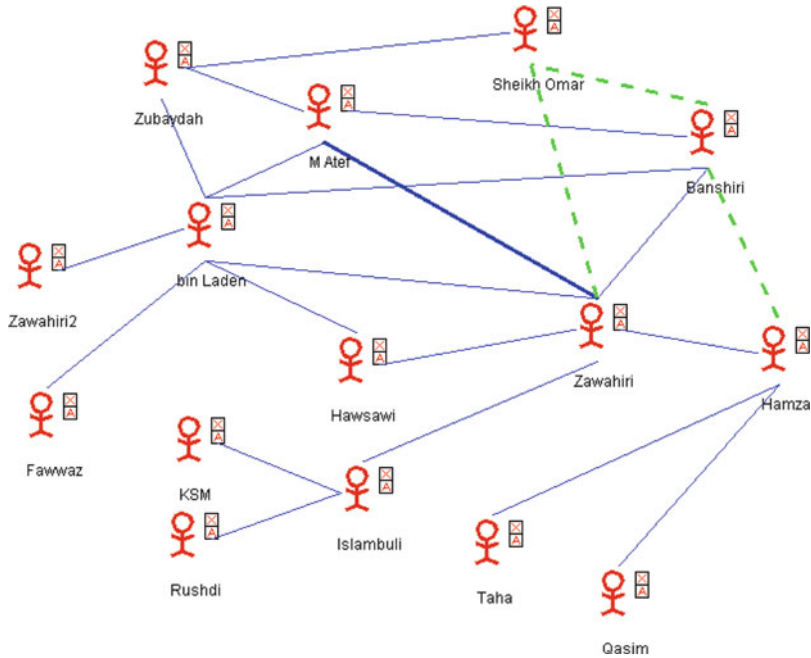 X
A
X
A
Sheikh Omar
Zubaydah
X
A
X
A
M Atef
Banshiri
X
A
X
A
bin Laden
Zawahiri2
X
A
X
A
X
A
Zawahiri
Hamza
Hawsawi
X
A
X
A
Fawwaz
KSM
X
A
X
A
Islambuli
Rushdi
X
A
Taha
X
A
Qasim